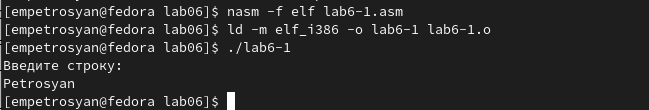 [empetrosyan@fedora lab06]$ nasm -f elf lab6-1.asm
[empetrosyan@fedora lab06]$ ld -m elf_i386 -o lab6-1 lab6-1.o
[empetrosyan@fedora lab06]$ ./lab6-1
Введите строку:
Petrosyan
[empetrosyan@fedora lab06]$